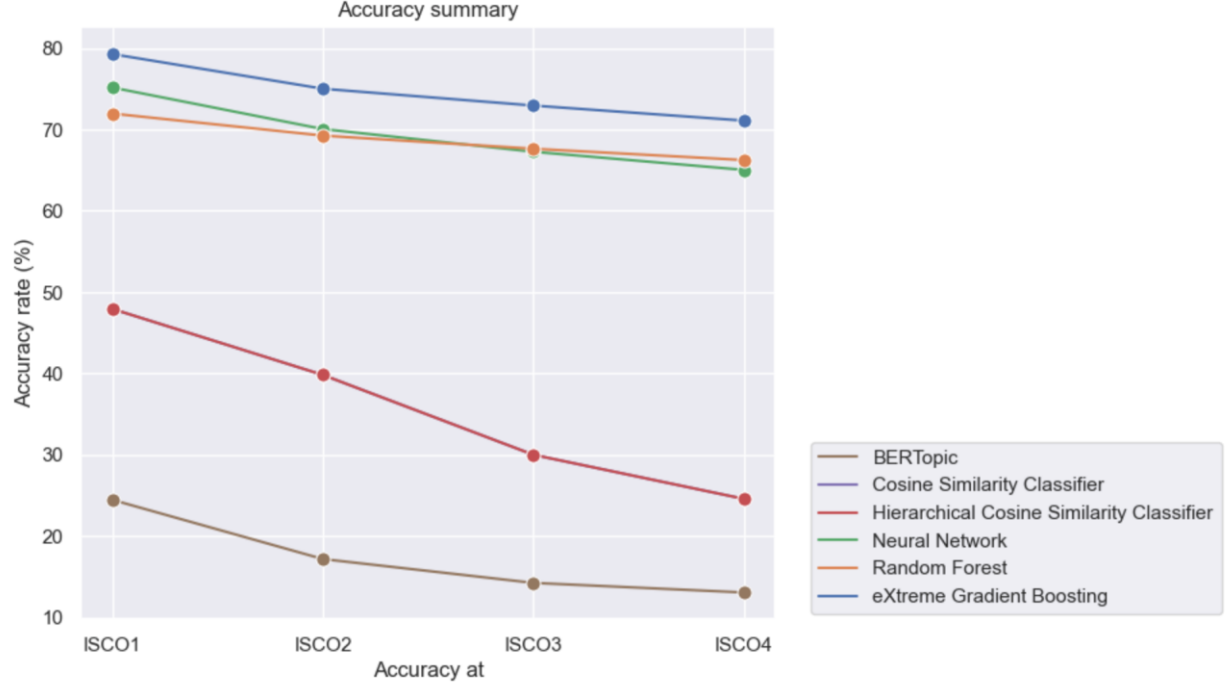 Accuracy summary
80
70
60
50
40
30
20
10
Accuracy rate (%)
ISCO1 ISCO2 ISCO3 ISCO4
Accuracy at
BERTopic
Cosine Similarity Classifier
Hierarchical Cosine Similarity Classifier
Neural Network
Random Forest
eXtreme Gradient Boosting